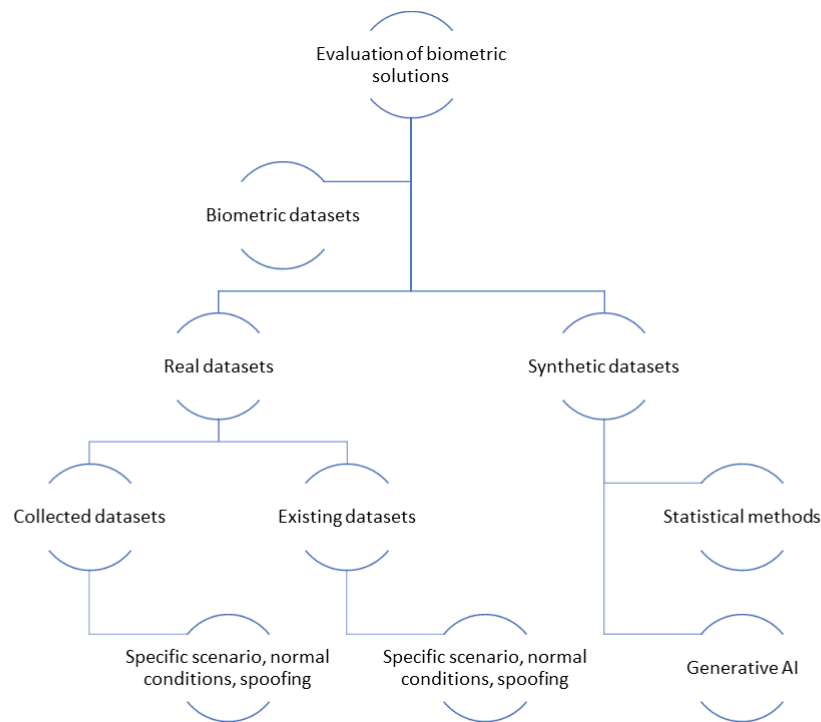 Evaluation of biometric
solutions
Biometric datasets
Real datasets
Synthetic datasets
Collected datasets
Existing datasets
Statistical methods
Specific scenario, normal
conditions, spoofing
Specific scenario, normal
conditions, spoofing
Generative AI